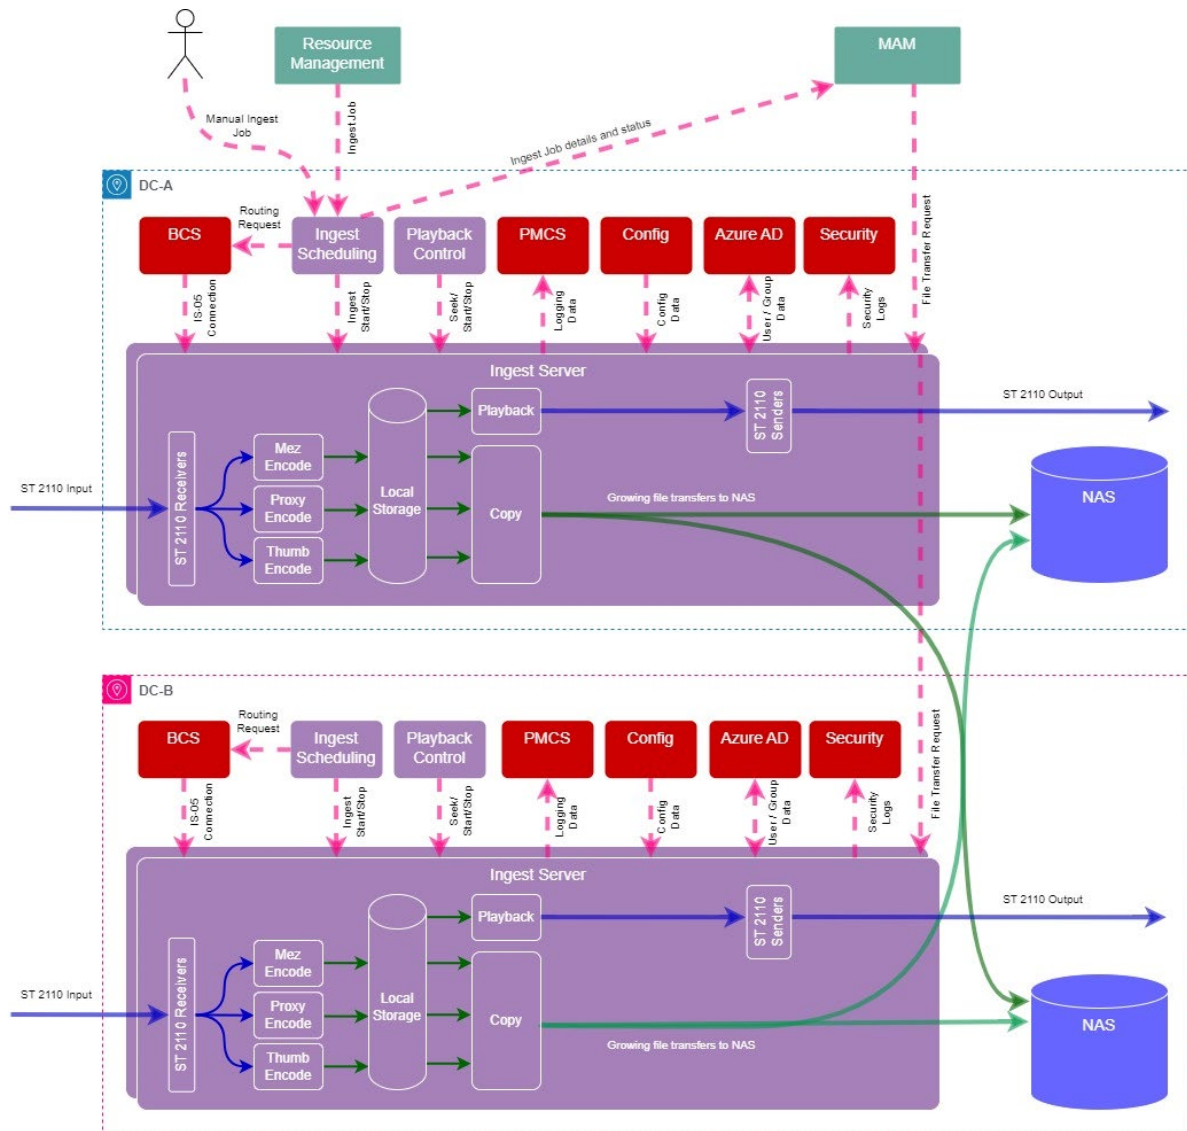 Resource
Management
MAM
Manual Ingest
Job
Ingest Job
Ingest Job details and status
File Transfer Request
DC-A
BCS
Routing
Request
Ingest
Scheduling
Playback
Control
PMCS
Config
Azure AD
Security
IS-05
Connection
Ingest
Start/Stop
Seek/
Start/Stop
Logging
Data
Config
Data
User / Group
Data
Security
Logs
Ingest Server
ST 2110 Input
ST 2110 Receivers
Mez
Encode
Proxy
Encode
Thumb
Encode
Local
Storage
Playback
Copy
ST 2110
Senders
ST 2110 Output
Growing file transfers to NAS
NAS
DC-B
BCS
Routing
Request
Ingest
Scheduling
Playback
Control
PMCS
Config
Azure AD
Security
File Transfer Request
IS-05
Connection
Ingest
Start/Stop
Seek/
Start/Stop
Logging
Data
Config
Data
User / Group
Data
Security
Logs
Ingest Server
ST 2110 Input
ST 2110 Receivers
Mez
Encode
Proxy
Encode
Thumb
Encode
Local
Storage
Playback
Copy
ST 2110
Senders
ST 2110 Output
Growing file transfers to NAS
NAS